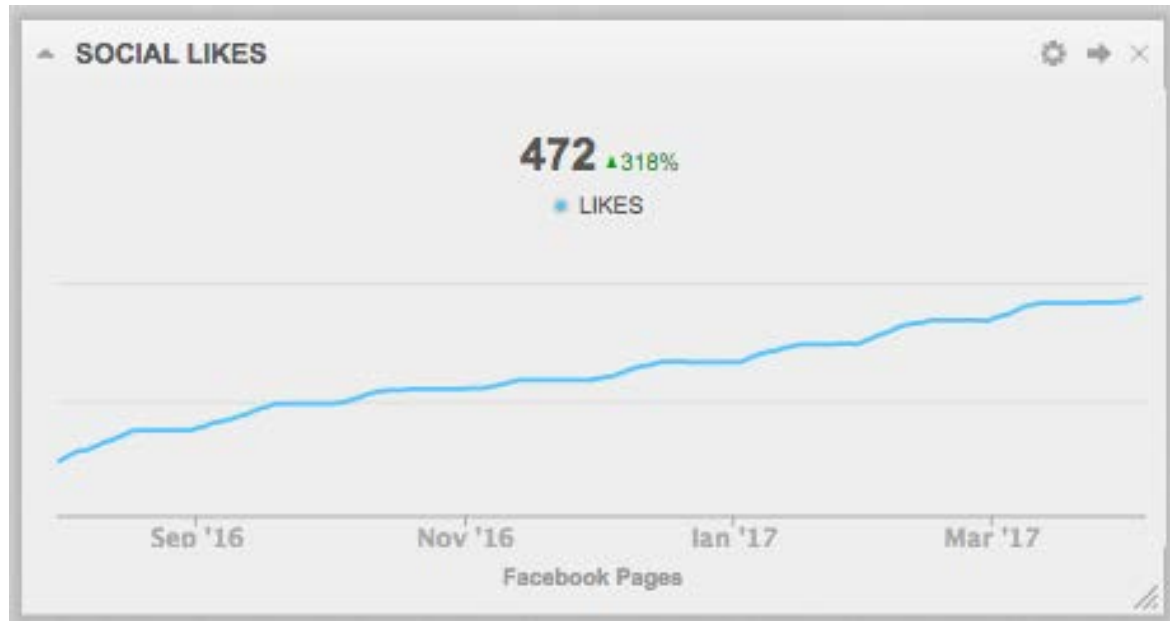 SOCIAL LIKES
472 ▲318%
LIKES
Sep '16 Nov '16 Jan '17 Mar '17
Facebook Pages